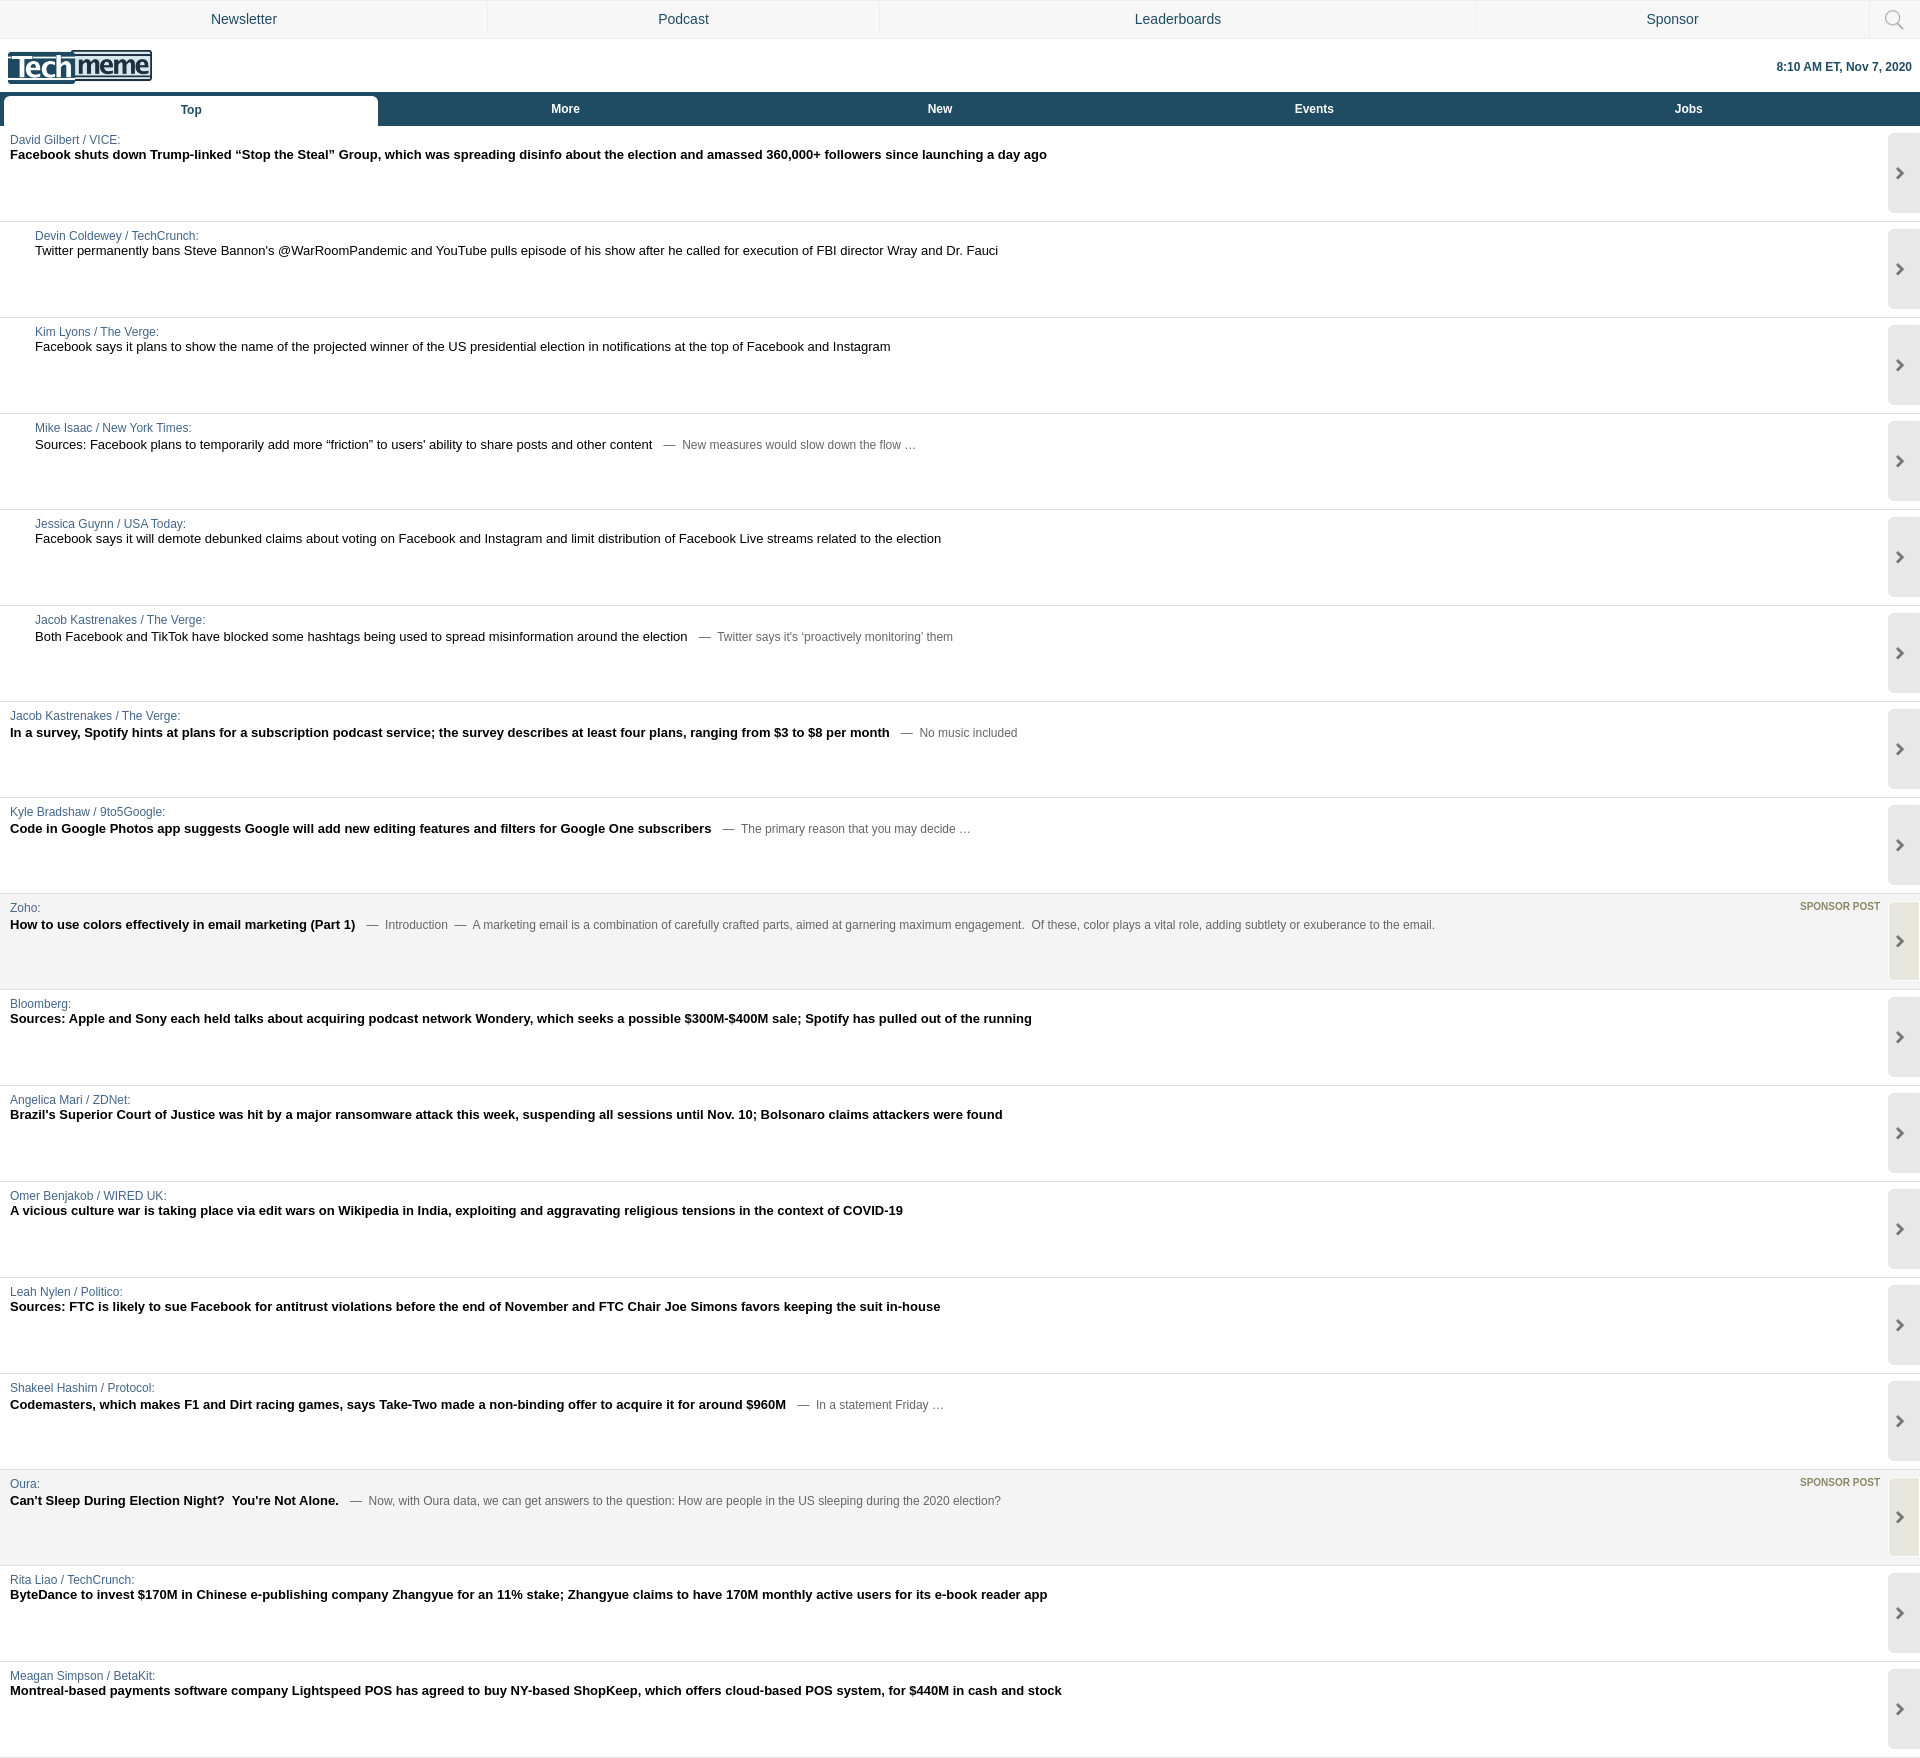 Newsletter
Podcast
Leaderboards
Sponsor
Techmeme
8:10 AM ET, Nov 7, 2020
Top
More
New
Events
Jobs
David Gilbert / VICE:
Facebook shuts down Trump-linked “Stop the Steal” Group, which was spreading disinfo about the election and amassed 360,000+ followers since launching a day ago
Devin Coldewey / TechCrunch:
Twitter permanently bans Steve Bannon's @WarRoomPandemic and YouTube pulls episode of his show after he called for execution of FBI director Wray and Dr. Fauci
Kim Lyons / The Verge:
Facebook says it plans to show the name of the projected winner of the US presidential election in notifications at the top of Facebook and Instagram
Mike Isaac / New York Times:
Sources: Facebook plans to temporarily add more “friction” to users' ability to share posts and other content — New measures would slow down the flow …
Jessica Guynn / USA Today:
Facebook says it will demote debunked claims about voting on Facebook and Instagram and limit distribution of Facebook Live streams related to the election
Jacob Kastrenakes / The Verge:
Both Facebook and TikTok have blocked some hashtags being used to spread misinformation around the election — Twitter says it's ‘proactively monitoring’ them
Jacob Kastrenakes / The Verge:
In a survey, Spotify hints at plans for a subscription podcast service; the survey describes at least four plans, ranging from $3 to $8 per month — No music included
Kyle Bradshaw / 9to5Google:
Code in Google Photos app suggests Google will add new editing features and filters for Google One subscribers — The primary reason that you may decide …
Zoho:
SPONSOR POST
How to use colors effectively in email marketing (Part 1) — Introduction — A marketing email is a combination of carefully crafted parts, aimed at garnering maximum engagement. Of these, color plays a vital role, adding subtlety or exuberance to the email.
Bloomberg:
Sources: Apple and Sony each held talks about acquiring podcast network Wondery, which seeks a possible $300M-$400M sale; Spotify has pulled out of the running
Angelica Mari / ZDNet:
Brazil's Superior Court of Justice was hit by a major ransomware attack this week, suspending all sessions until Nov. 10; Bolsonaro claims attackers were found
Omer Benjakob / WIRED UK:
A vicious culture war is taking place via edit wars on Wikipedia in India, exploiting and aggravating religious tensions in the context of COVID-19
Leah Nylen / Politico:
Sources: FTC is likely to sue Facebook for antitrust violations before the end of November and FTC Chair Joe Simons favors keeping the suit in-house
Shakeel Hashim / Protocol:
Codemasters, which makes F1 and Dirt racing games, says Take-Two made a non-binding offer to acquire it for around $960M — In a statement Friday …
Oura:
SPONSOR POST
Can't Sleep During Election Night? You're Not Alone. — Now, with Oura data, we can get answers to the question: How are people in the US sleeping during the 2020 election?
Rita Liao / TechCrunch:
ByteDance to invest $170M in Chinese e-publishing company Zhangyue for an 11% stake; Zhangyue claims to have 170M monthly active users for its e-book reader app
Meagan Simpson / BetaKit:
Montreal-based payments software company Lightspeed POS has agreed to buy NY-based ShopKeep, which offers cloud-based POS system, for $440M in cash and stock